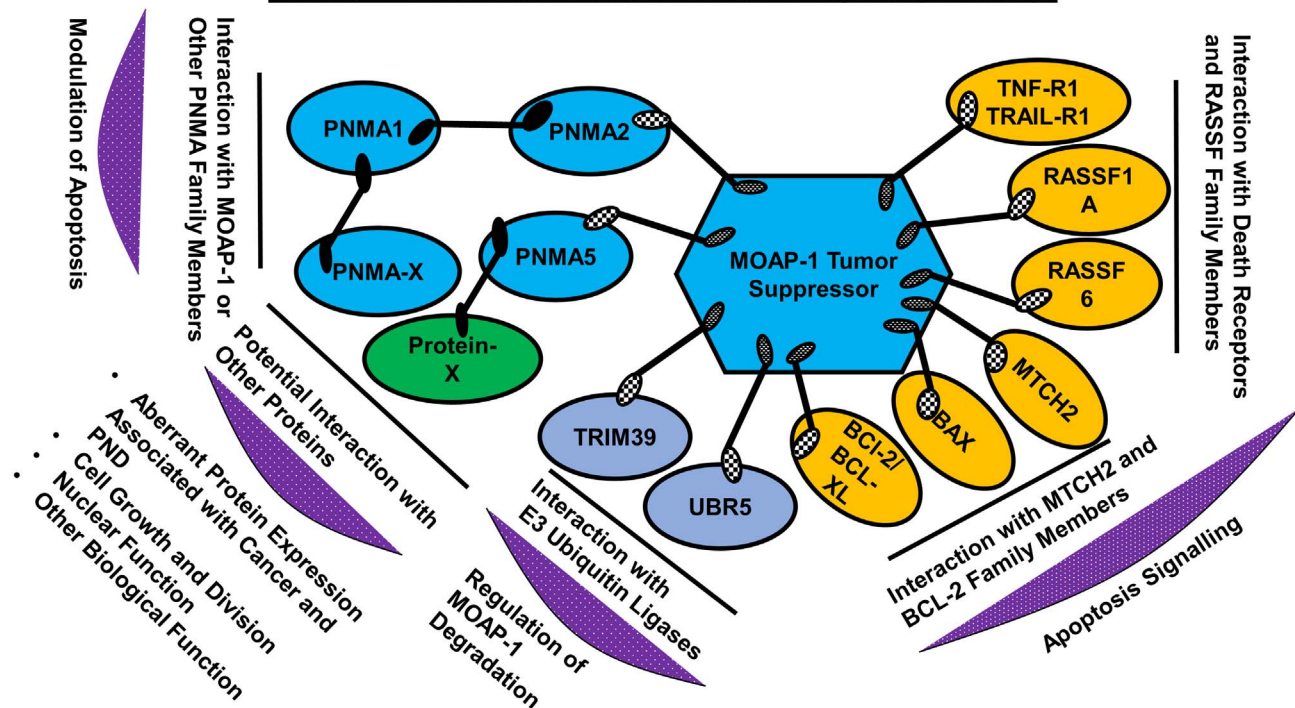 Modulation of Apoptosis
Interaction with MOAP-1 or
Other PNMA Family Members
PNMA1
PNMA2
PNMA-X
PNMA5
Protein-
X
MOAP-1 Tumor
Suppressor
TNF-R1
TRAIL-R1
RASSF1
A
RASSF
6
MTCH2
BAX
BCl-2/
BCL-
XL
UBR5
TRIM39
Interaction with Death Receptors
and RASSF Family Members
Interaction with MTCH2 and
BCL-2 Family Members
Apoptosis Signalling
Interaction with
E3 Ubiquitin Ligases
Regulation of
MOAP-1
Degradation
Potential Interaction with
Other Proteins
• Aberrant Protein Expression
Associated with Cancer and
PND
• Cell Growth and Division
• Nuclear Function
• Other Biological Function